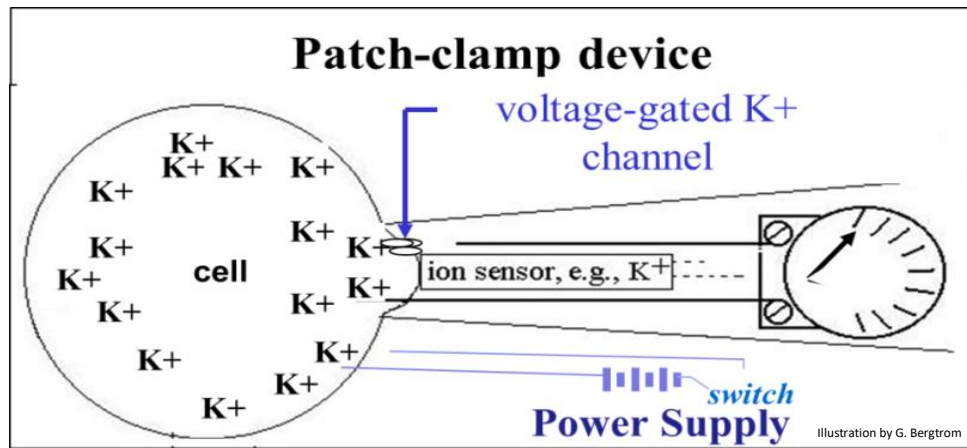 Patch-clamp device
voltage-gated K+
channel
K+
K+ K+ K+
K+
K+
K+ K+
cell
ion sensor, e.g., K+
K+
K+
K+
K+
K+
K+
K+
K+
switch
Power Supply
Illustration by G. Bergtrom